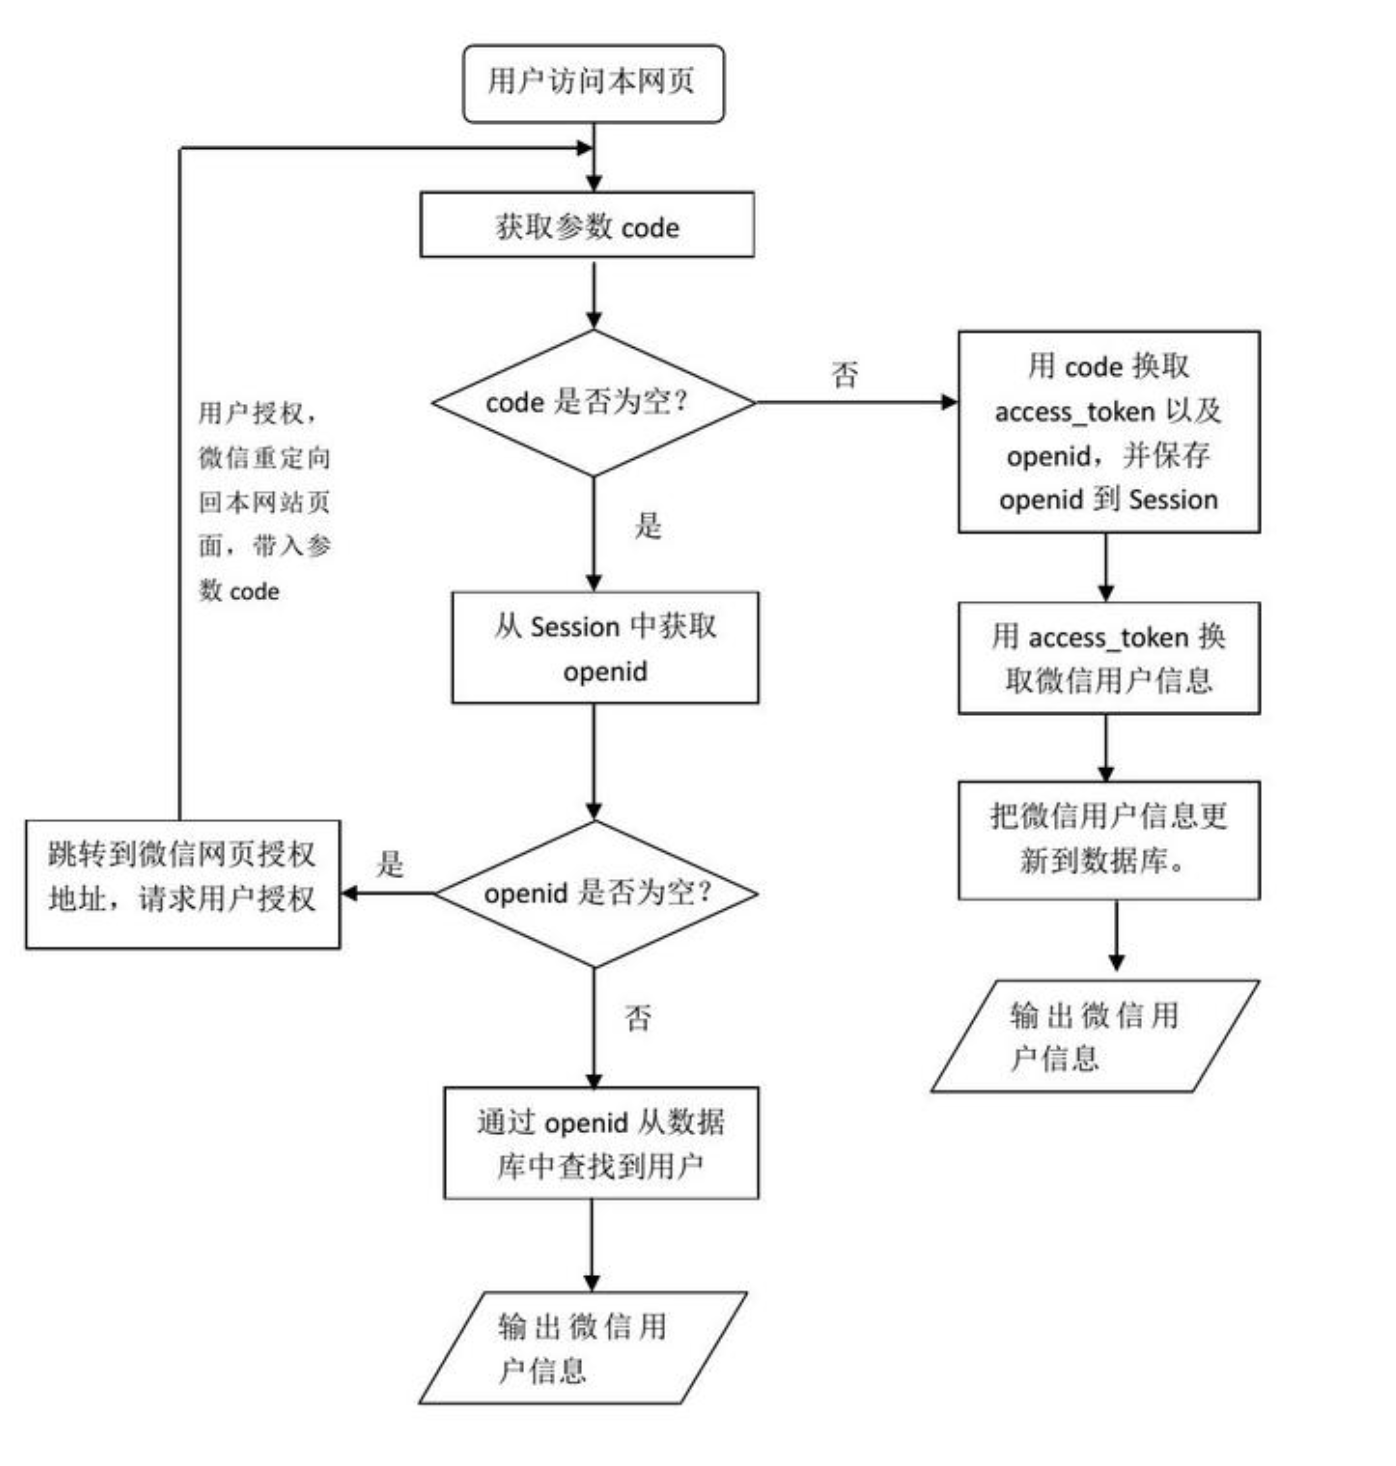 用户访问本网页
获取参数 code
code 是否为空？
否
用 code 换取
access_token 以及
openid，并保存
openid 到 Session
用户授权，
微信重定向
回本网站页
面，带入参
数 code
是
从 Session 中获取
openid
用 access_token 换
取微信用户信息
把微信用户信息更
新到数据库。
跳转到微信网页授权
地址，请求用户授权
是
openid 是否为空？
否
输出微信用
户信息
通过 openid 从数据
库中查找到用户
输出微信用
户信息